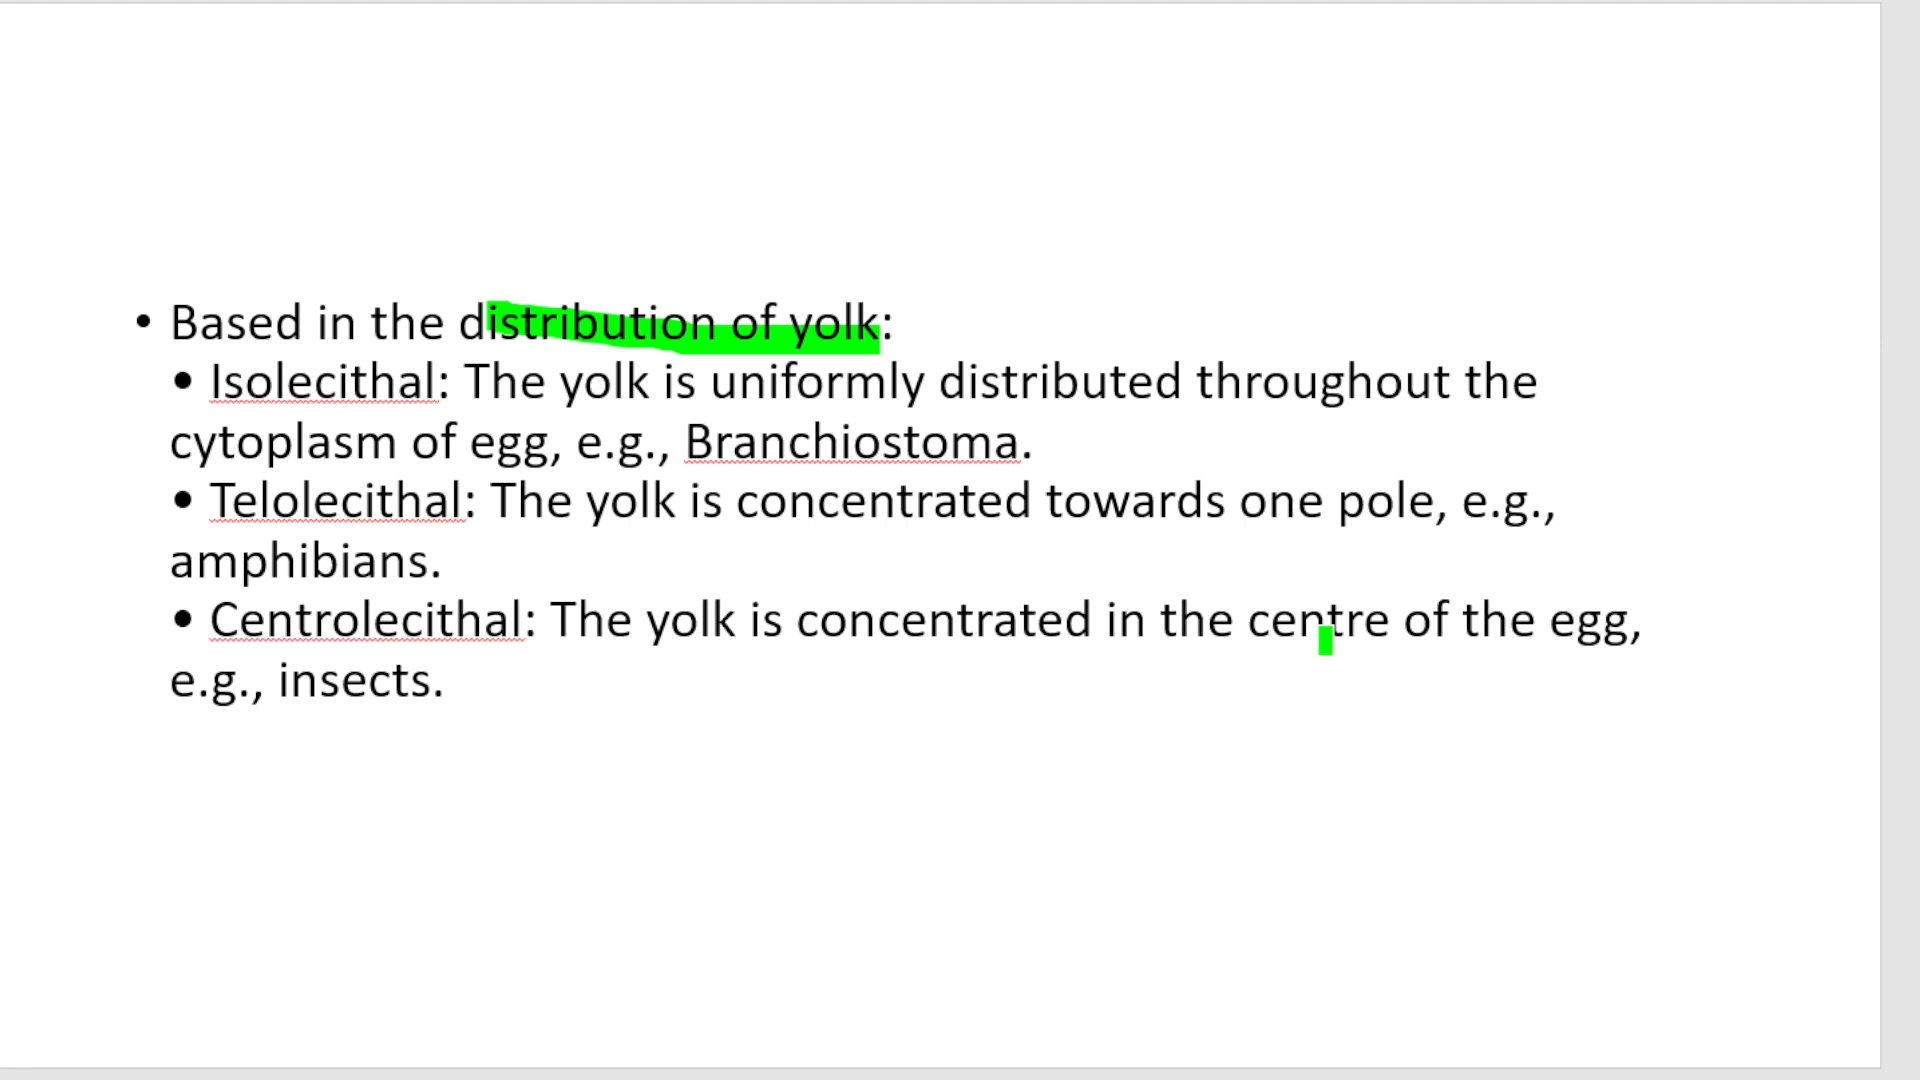 • Based in the distribution of yolk:
• Isolecithal: The yolk is uniformly distributed throughout the
cytoplasm of egg, e.g., Branchiostoma.
• Telolecithal: The yolk is concentrated towards one pole, e.g.,
amphibians.
• Centrolecithal: The yolk is concentrated in the centre of the egg,
e.g., insects.